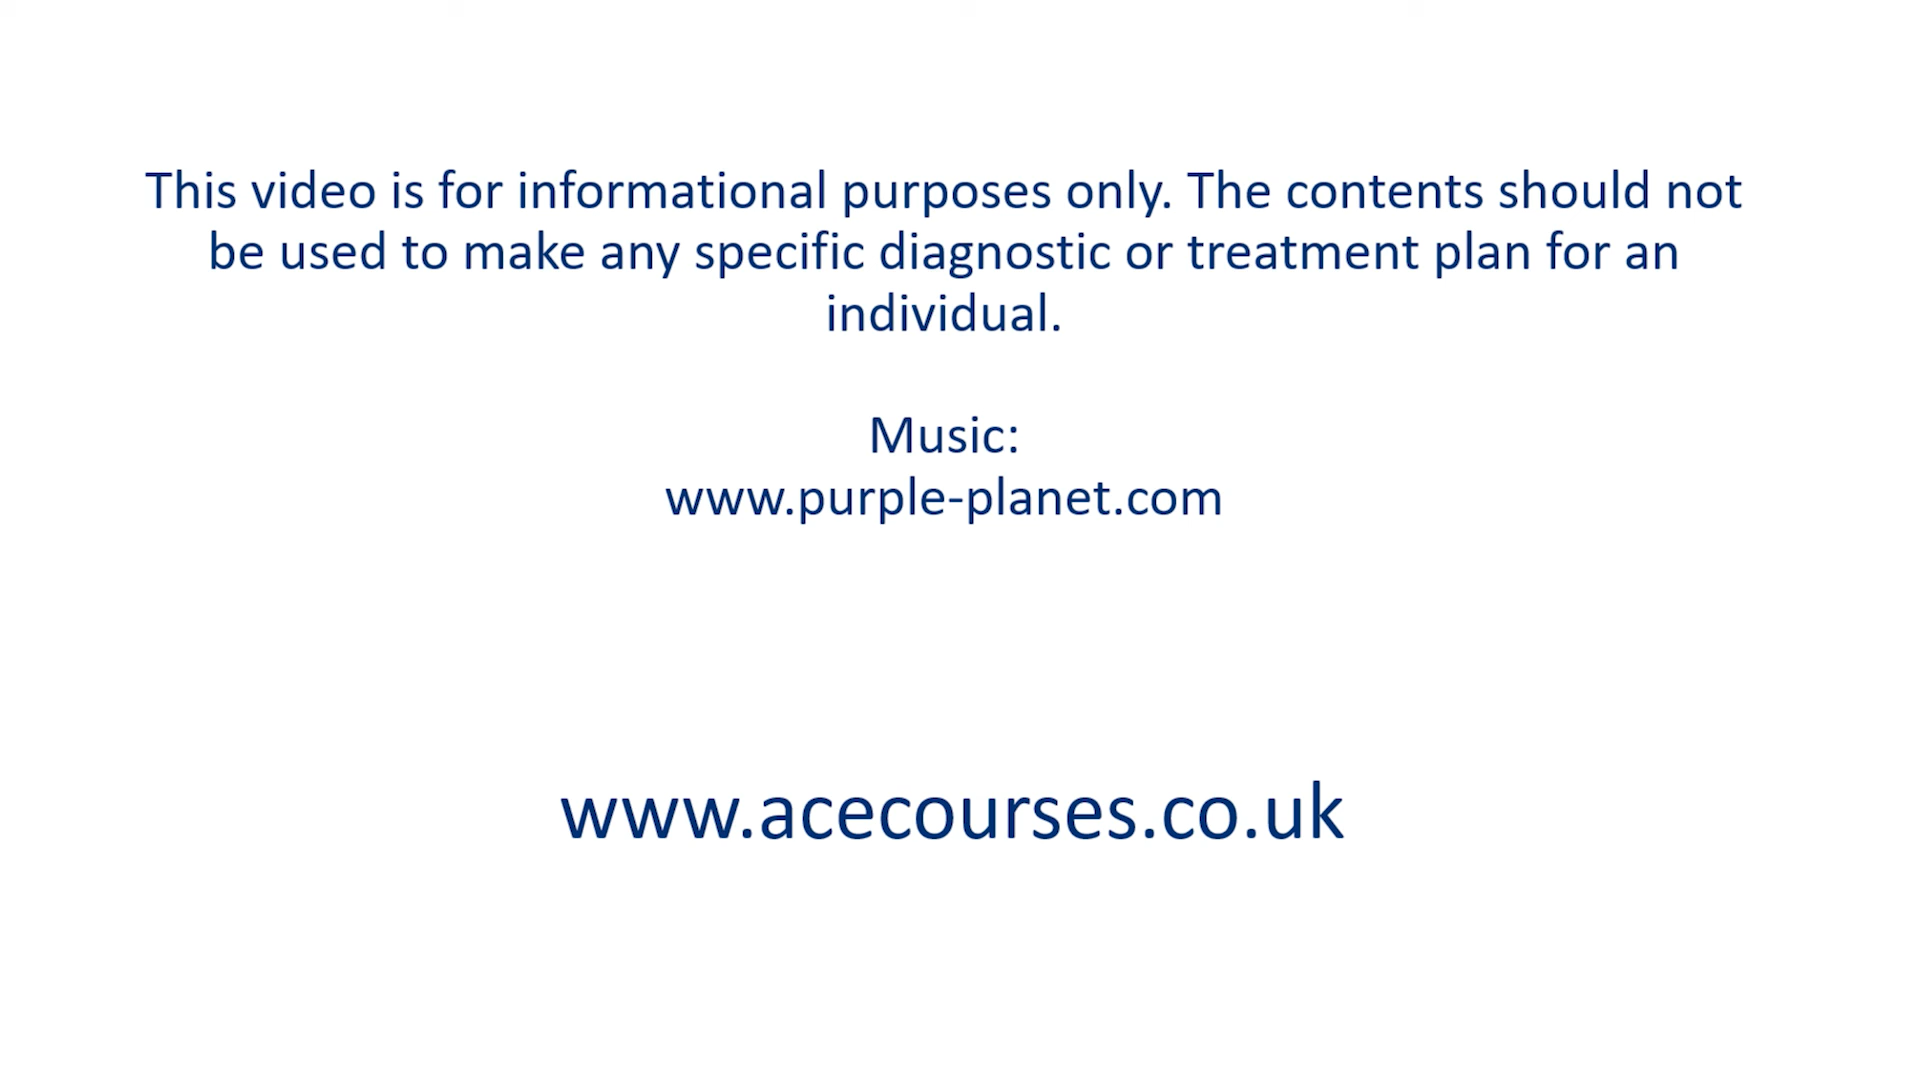 This video is for informational purposes only. The contents should not
be used to make any specific diagnostic or treatment plan for an
individual.
Music:
www.purple-planet.com
www.acecourses.co.uk